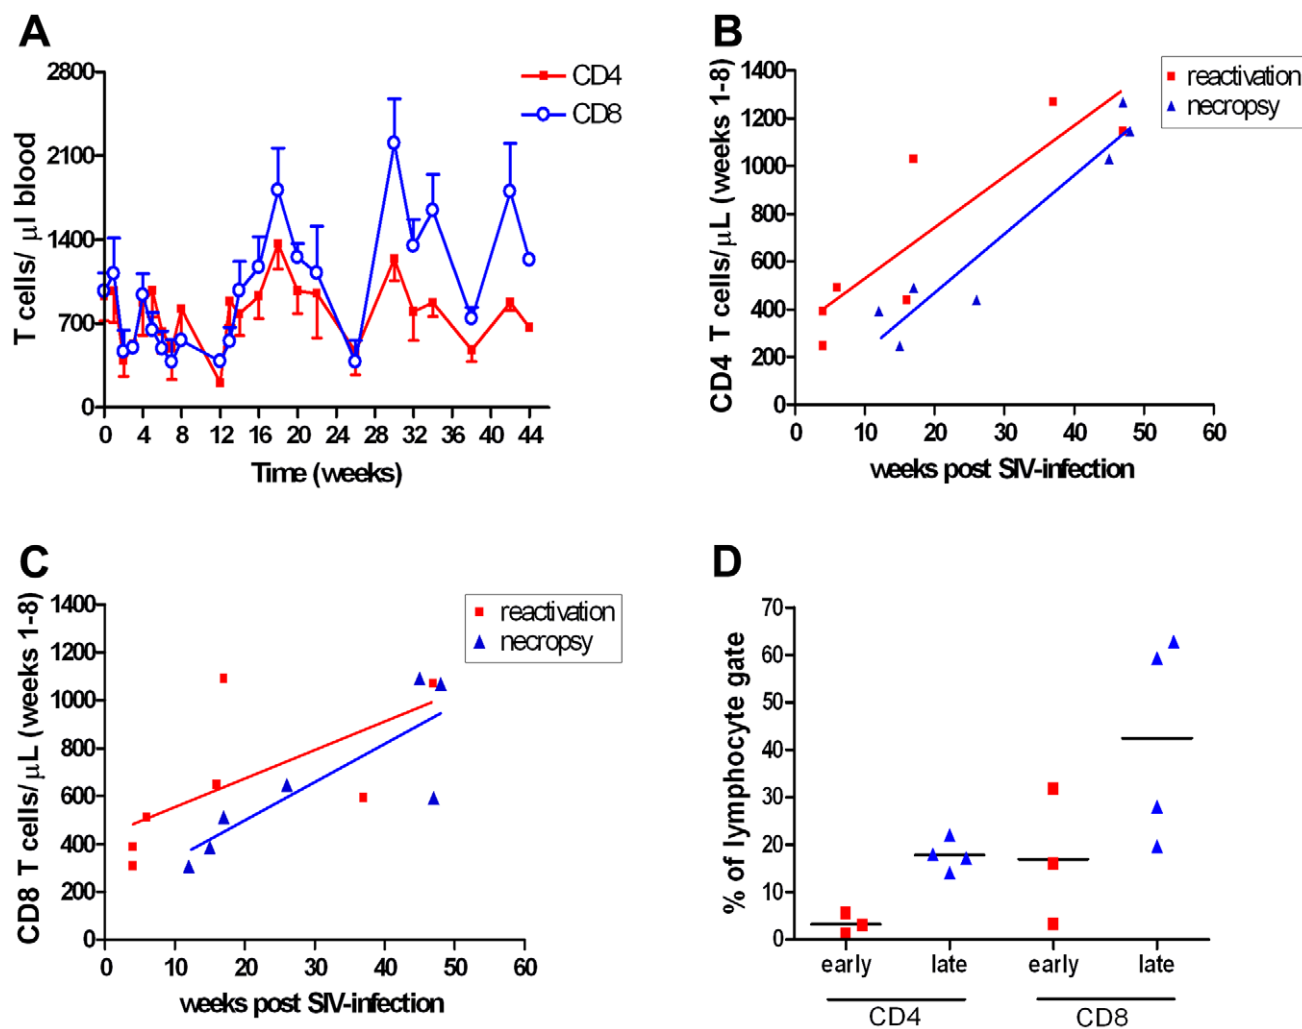 A
T cells/ μl blood
2800
2100
1400
700
0
CD4
CD8
0 4 8 12 16 20 24 28 32 36 40 44
Time (weeks)
B
CD4 T cells/μL (weeks 1-8)
1400
1200
1000
800
600
400
200
0
reactivation
necropsy
0 10 20 30 40 50 60
weeks post SIV-infection
C
CD8 T cells/μL (weeks 1-8)
1400
1200
1000
800
600
400
200
0
reactivation
necropsy
0 10 20 30 40 50 60
weeks post SIV-infection
D
% of lymphocyte gate
70
60
50
40
30
20
10
0
early late early late
CD4 CD8